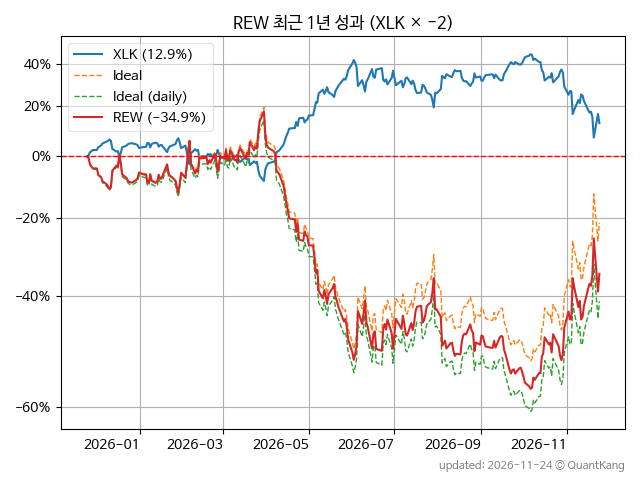 REW 최근 1년 성과 (XLK × −2)
XLK (12.9%)
Ideal
Ideal (daily)
REW (−34.9%)
40%
20%
0%
−20%
−40%
−60%
2026−01
2026−03
2026−05
2026−07
2026−09
2026−11
updated: 2026−11−24 © QuantKang